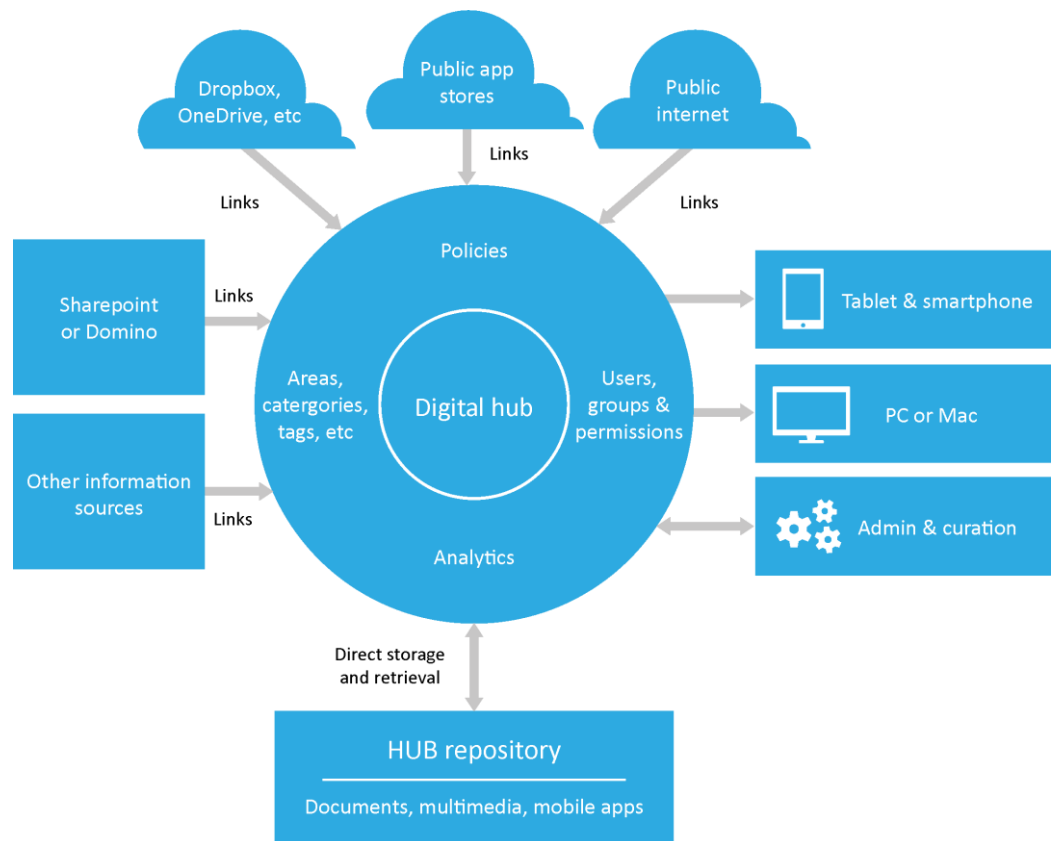 Dropbox,
OneDrive, etc
Public app
stores
Public
internet
Links
Links
Links
Policies
Sharepoint
or Domino
Links
Tablet & smartphone
Areas,
catergories,
tags, etc
Digital hub
Users,
groups &
permissions
PC or Mac
Other information
sources
Links
Analytics
Admin & curation
Direct storage
and retrieval
HUB repository
Documents, multimedia, mobile apps